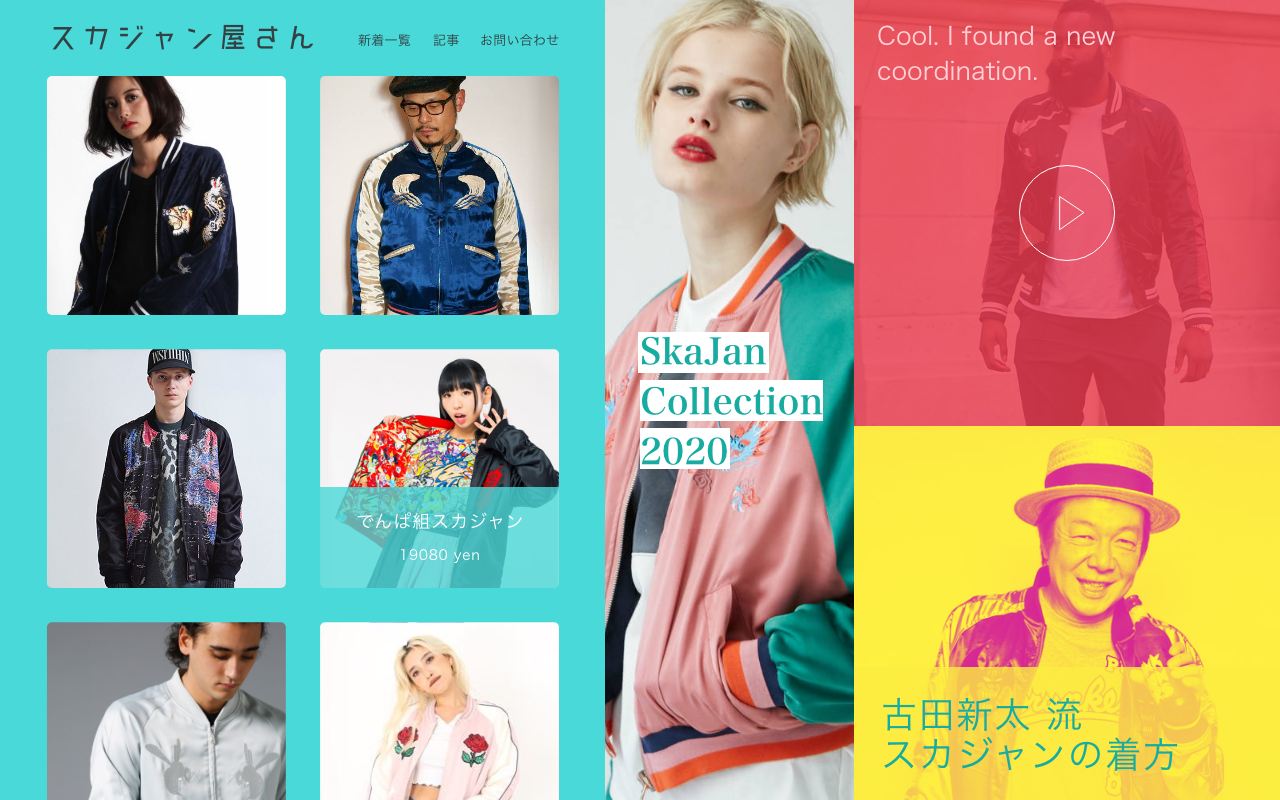 スカジャン屋さん
新着一覧 記事 お問い合わせ
でんぱ組スカジャン
19080 yen
SkaJan
Collection
2020
Cool. I found a new
coordination.
古田新太 流
スカジャンの着方